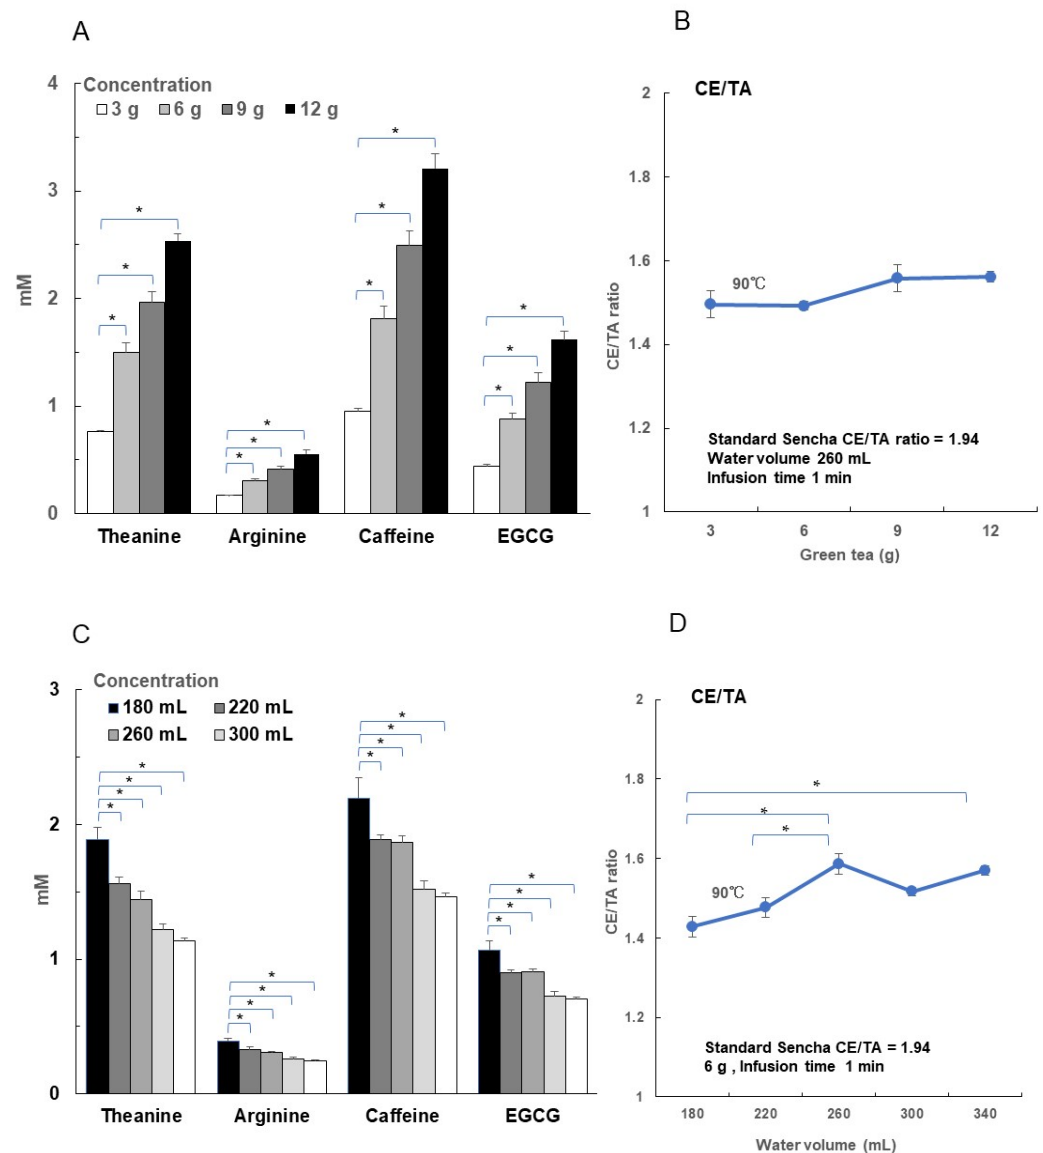 A
Concentration
3 g 6 g 9 g 12 g
4
3
2
1
0
mM
* * *
* * *
* * *
* * *
Theanine Arginine Caffeine EGCG
B
CE/TA
2
1.8
1.6
1.4
1.2
1
CE/TA ratio
90℃
Standard Sencha CE/TA ratio = 1.94
Water volume 260 mL
Infusion time 1 min
3 6 9 12
Green tea (g)
C
Concentration
180 mL 220 mL
260 mL 300 mL
3
2
1
0
mM
* * * *
* * * *
* * * *
* * * *
Theanine Arginine Caffeine EGCG
D
CE/TA
2
1.8
1.6
1.4
1.2
1
CE/TA ratio
*
*
*
90℃
Standard Sencha CE/TA = 1.94
6 g , Infusion time 1 min
180 220 260 300 340
Water volume (mL)